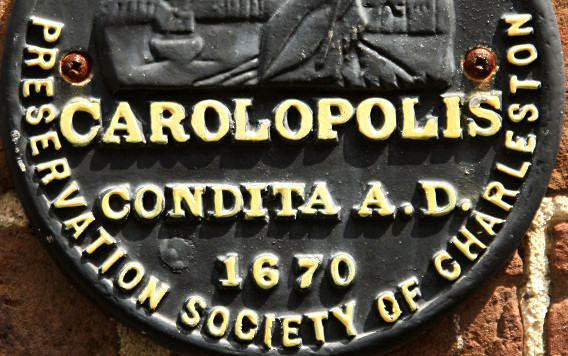 CAROLOPOLIS
CONDITA A.D.
1670
PRESERVATION SOCIETY OF CHARLESTON